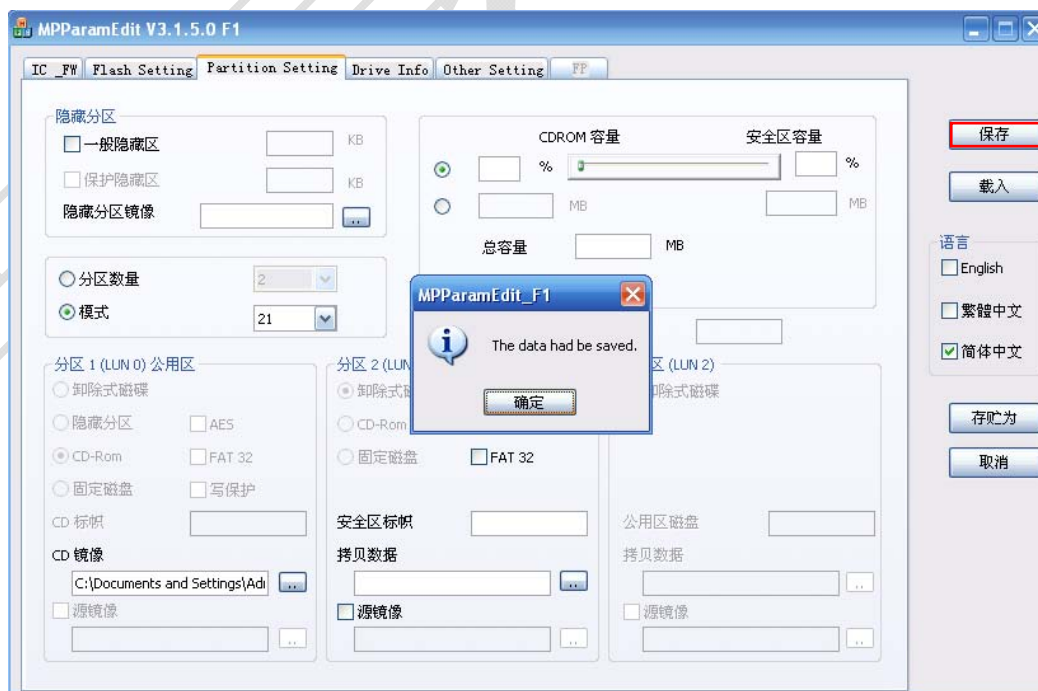 MPParamEdit V3.1.5.0 F1
IC _FW Flash Setting Partition Setting Drive Info Other Setting FP
隐藏分区
一般隐藏区 KB
保护隐藏区 KB
隐藏分区镜像 ..
CDROM 容量 安全区容量
% %
MB MB
总容量 MB
分区数量 2
模式 21
MPParamEdit_F1
The data had be saved.
确定
分区 1 (LUN 0) 公用区
卸除式磁碟
隐藏分区 AES
CD-Rom FAT 32
固定磁盘 写保护
CD 标帜
CD 镜像
C:\Documents and Settings\Adi ..
源镜像
..
分区 2 (LUN
卸除式磁
CD-Rom
固定磁盘 FAT 32
安全区标帜
拷贝数据
..
源镜像
..
区 (LUN 2)
卸除式磁碟
公用区磁盘
拷贝数据
..
源镜像
..
保存
载入
语言
English
繁體中文
简体中文
存贮为
取消